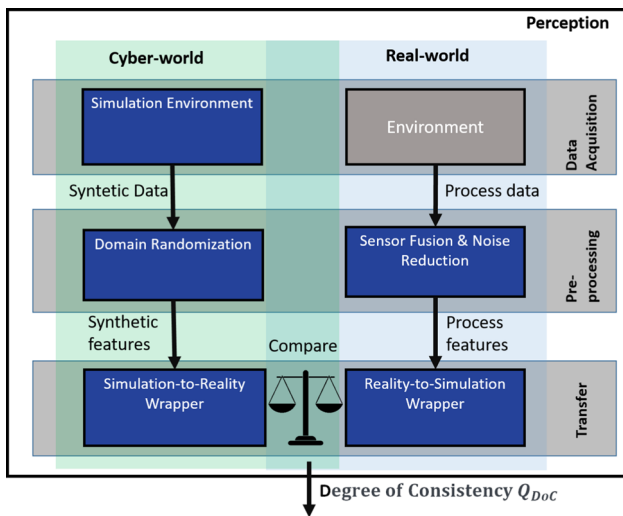 Perception
Cyber-world
Real-world
Simulation Environment
Environment
Data
Acquisition
Syntetic Data
Process data
Domain Randomization
Sensor Fusion & Noise
Reduction
Pre-
processing
Synthetic
features
Compare
Process
features
Simulation-to-Reality
Wrapper
Reality-to-Simulation
Wrapper
Transfer
Degree of Consistency Q_DoC